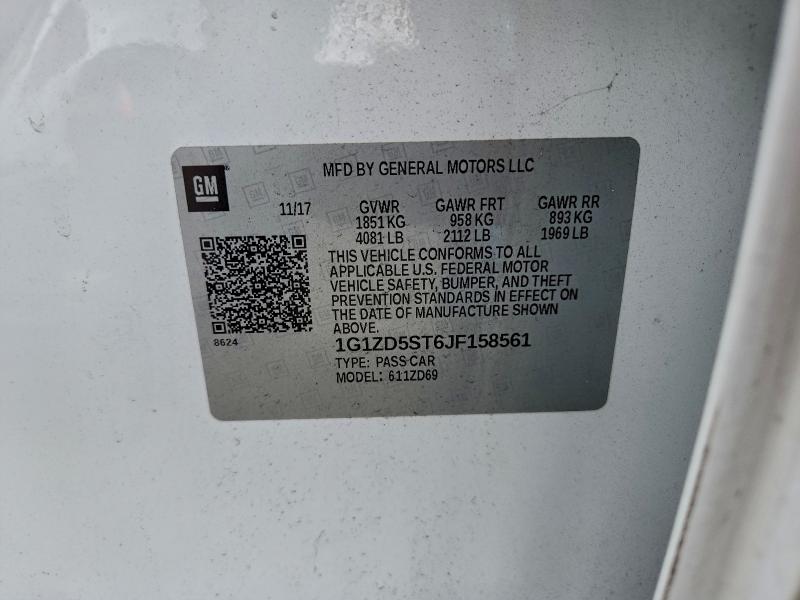 GM
MFD BY GENERAL MOTORS LLC
11/17 GVWR GAWR FRT GAWR RR
1851 KG 958 KG 893 KG
4081 LB 2112 LB 1969 LB
THIS VEHICLE CONFORMS TO ALL
APPLICABLE U.S. FEDERAL MOTOR
VEHICLE SAFETY, BUMPER, AND THEFT
PREVENTION STANDARDS IN EFFECT ON
THE DATE OF MANUFACTURE SHOWN
ABOVE.
8624
1G1ZD5ST6JF158561
TYPE: PASS CAR
MODEL: 611ZD69